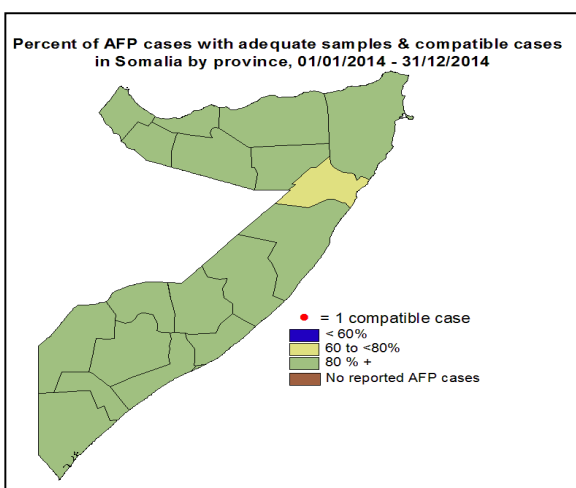 Percent of AFP cases with adequate samples & compatible cases
in Somalia by province, 01/01/2014 - 31/12/2014
= 1 compatible case
< 60%
60 to <80%
80 % +
No reported AFP cases